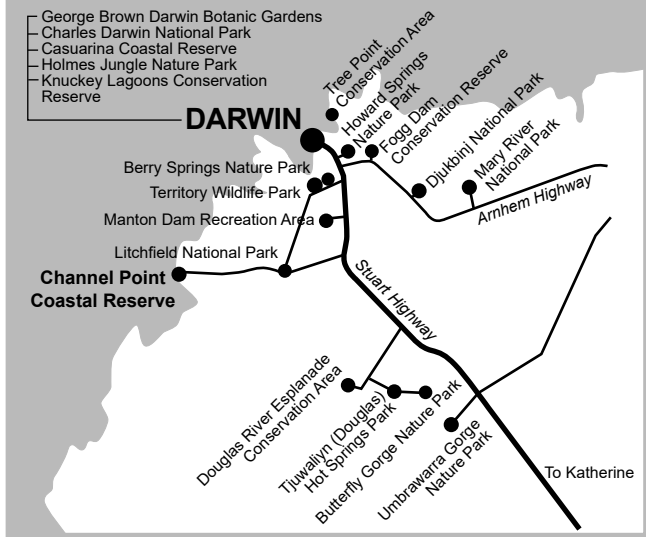 George Brown Darwin Botanic Gardens
Charles Darwin National Park
Casuarina Coastal Reserve
Holmes Jungle Nature Park
Knuckey Lagoons Conservation
Reserve
DARWIN
Tree Point
Conservation Area
Howard Springs
Nature Park
Fogg Dam
Conservation Reserve
Djukbinj National Park
Mary River
National Park
Arnhem Highway
Berry Springs Nature Park
Territory Wildlife Park
Manton Dam Recreation Area
Litchfield National Park
Channel Point
Coastal Reserve
Stuart Highway
Douglas River Esplanade
Conservation Area
Tjuwaliyn (Douglas)
Hot Springs Park
Butterfly Gorge Nature Park
Umbrawarra Gorge
Nature Park
To Katherine